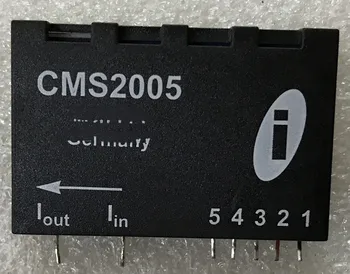 CMS2005
Germany
i
Iout Iin 5 4 3 2 1